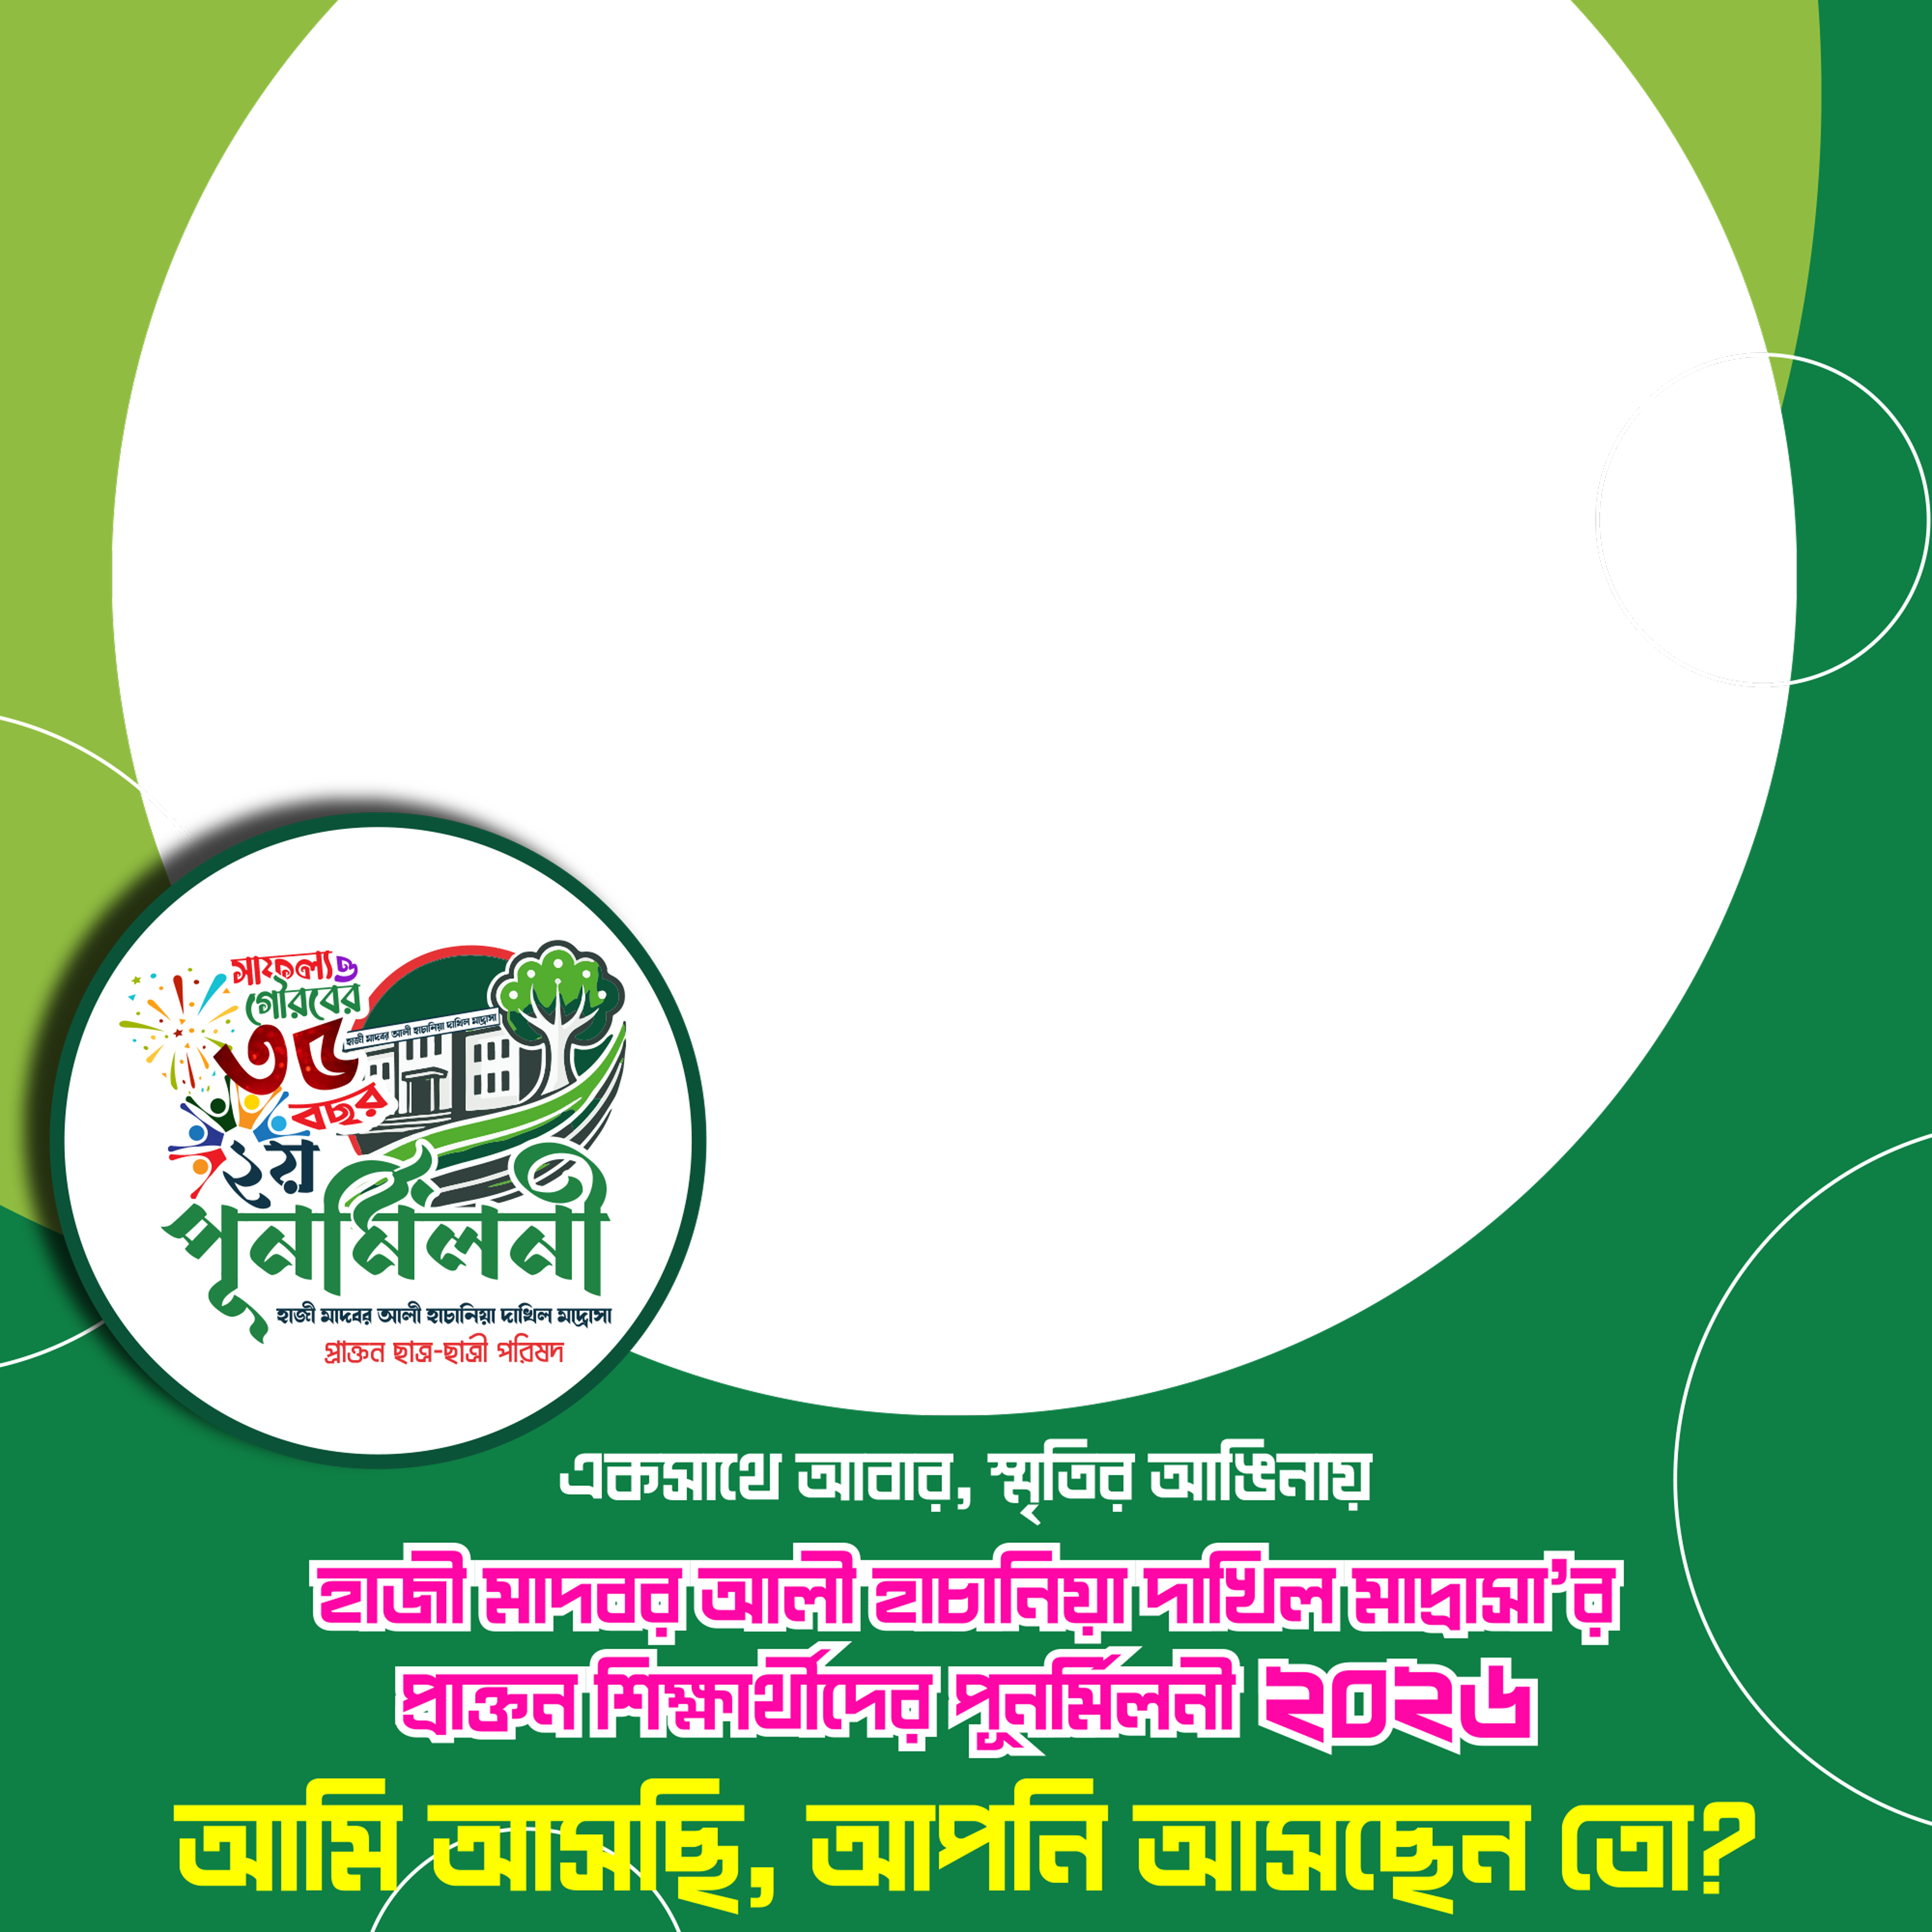 সাফল্য ও
গৌরবের
৩৫
বছর
হাজী মাদবর আলী হাচানিয়া দাখিল মাদ্রাসা
২য়
পূনর্মিলনী
হাজী মাদবর আলী হাচানিয়া দাখিল মাদ্রাসা
প্রাক্তন ছাত্র-ছাত্রী পরিষদ
একসাথে আবার, স্মৃতির আঙিনায়
হাজী মাদবর আলী হাচানিয়া দাখিল মাদ্রাসা’র
প্রাক্তন শিক্ষার্থীদের পুনর্মিলনী ২০২৬
আমি আসছি, আপনি আসছেন তো?